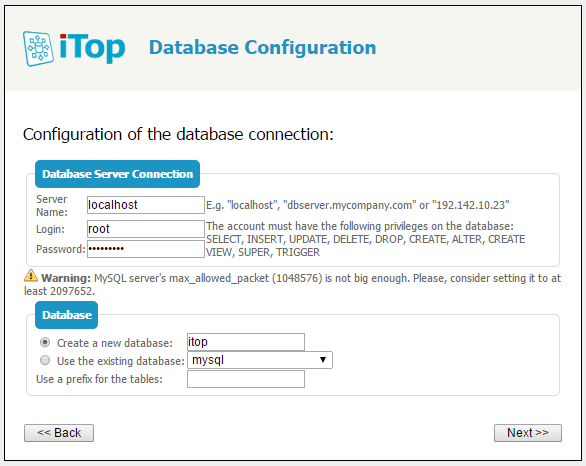 iTop
Database Configuration
Configuration of the database connection:
Database Server Connection
Server Name:
localhost
E.g. "localhost", "dbserver.mycompany.com" or "192.142.10.23"
Login:
root
The account must have the following privileges on the database:
SELECT, INSERT, UPDATE, DELETE, DROP, CREATE, ALTER, CREATE
VIEW, SUPER, TRIGGER
Password:
•••••••••
Warning: MySQL server's max_allowed_packet (1048576) is not big enough. Please, consider setting it to at
least 2097652.
Database
Create a new database:
itop
Use the existing database:
mysql
Use a prefix for the tables:
<< Back
Next >>